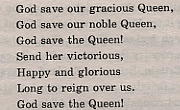 God save our gracious Queen,
God save our noble Queen,
God save the Queen!
Send her victorious,
Happy and glorious
Long to reign over us.
God save the Queen!